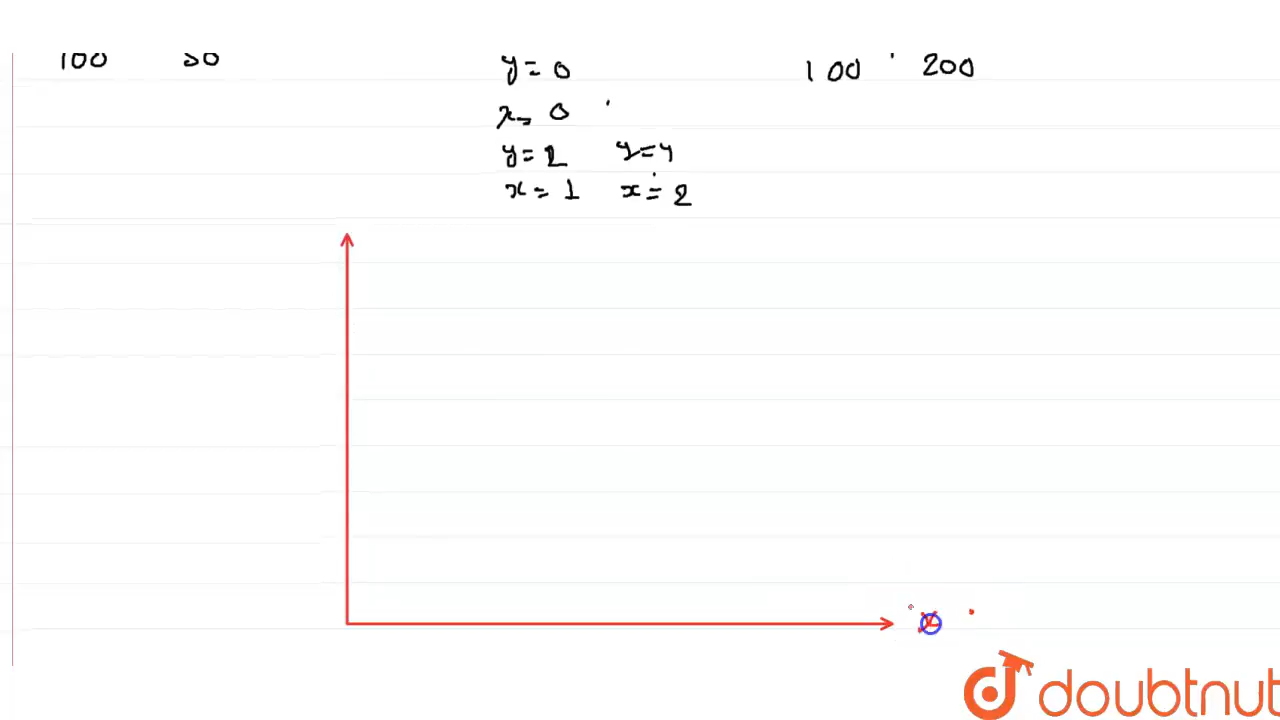 100 50
y = 0 100 200
x = 0
y = 2 y = 4
x = 1 x = 2
x
doubtnut